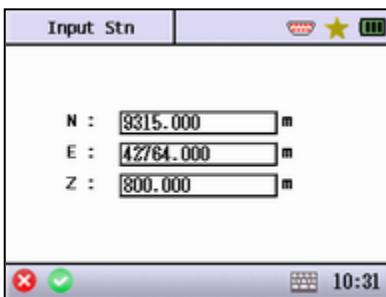 Input Stn
N : 9315.000 m
E : 42764.000 m
Z : 800.000 m
10:31